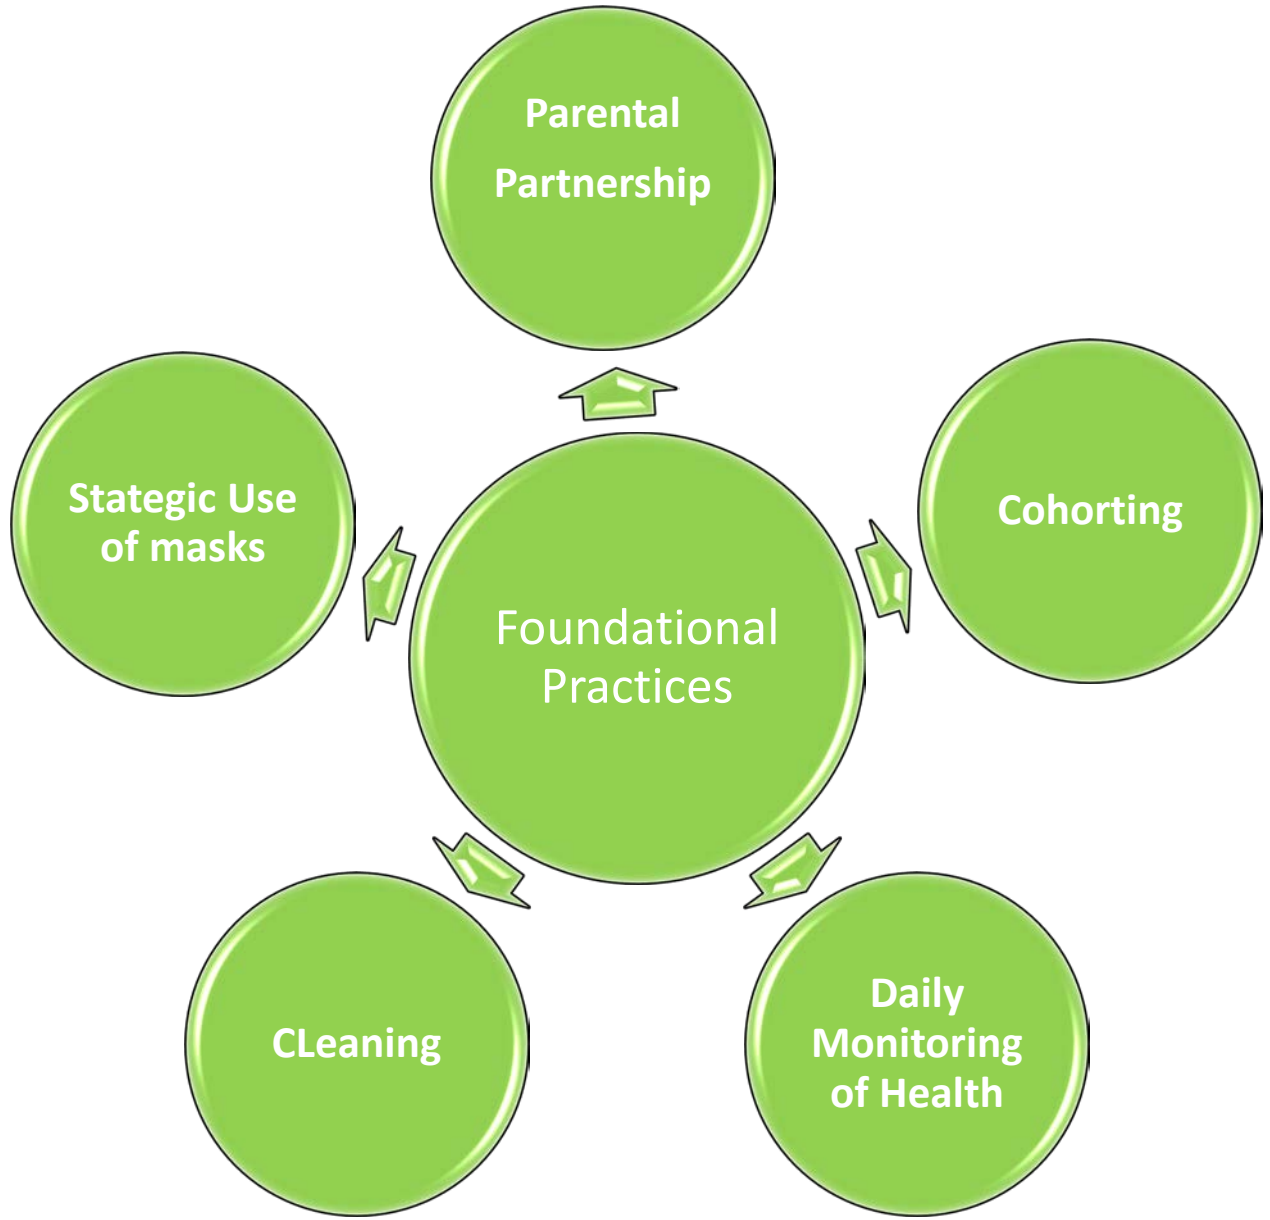 Parental
Partnership
Cohorting
Daily
Monitoring
of Health
CLeaning
Stategic Use
of masks
Foundational
Practices